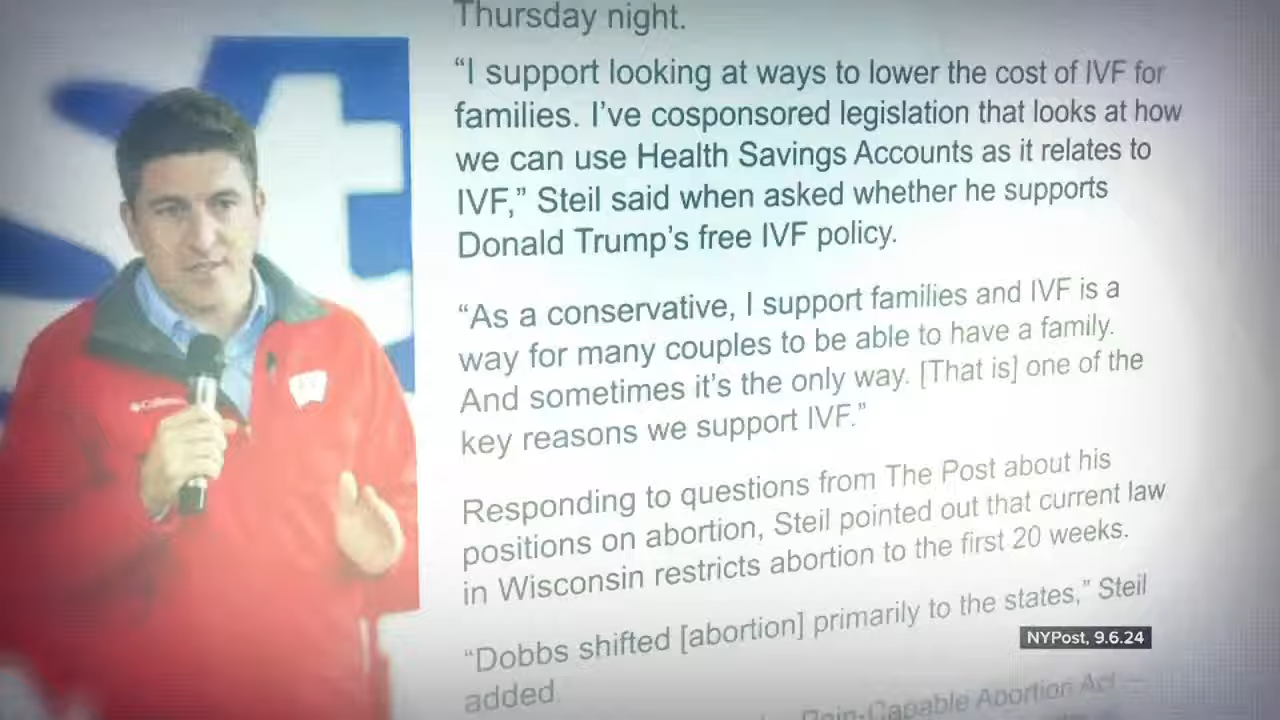 Thursday night.
“I support looking at ways to lower the cost of IVF for
families. I’ve cosponsored legislation that looks at how
we can use Health Savings Accounts as it relates to
IVF,” Steil said when asked whether he supports
Donald Trump’s free IVF policy.
“As a conservative, I support families and IVF is a
way for many couples to be able to have a family.
And sometimes it’s the only way. [That is] one of the
key reasons we support IVF.”
Responding to questions from The Post about his
positions on abortion, Steil pointed out that current law
in Wisconsin restricts abortion to the first 20 weeks.
“Dobbs shifted [abortion] primarily to the states,” Steil
added.
Pain-Capable Abortion Act
NYPost, 9.6.24
Columbia
W